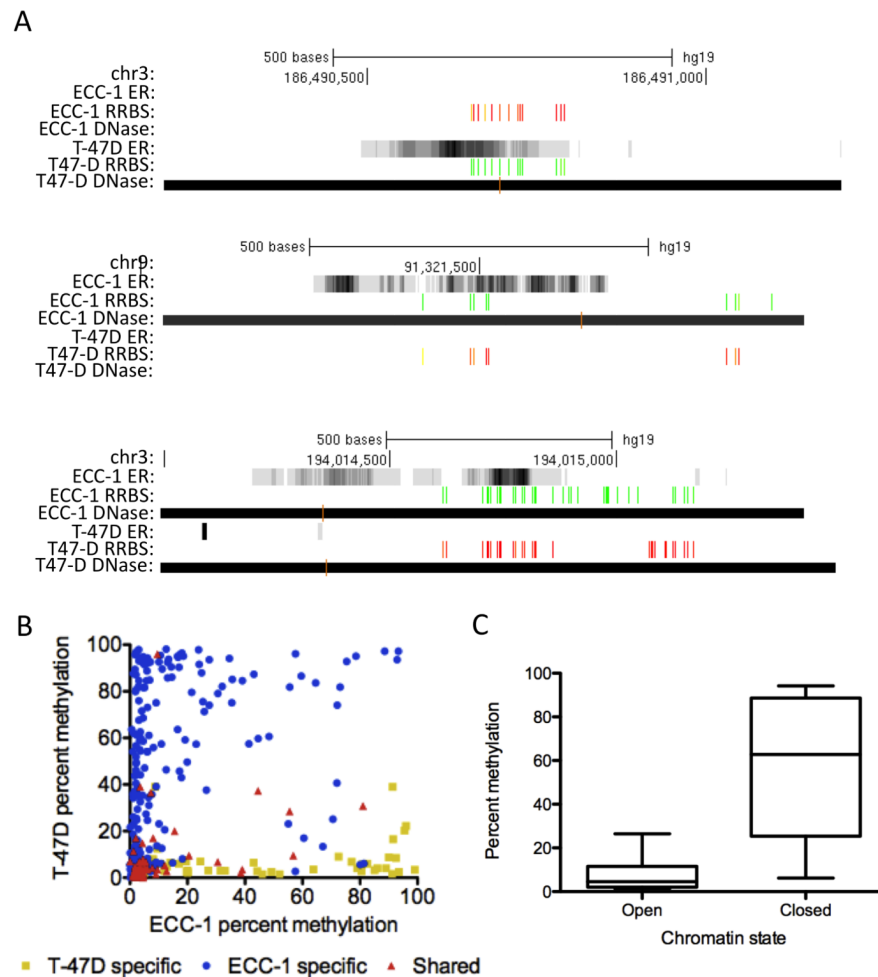 A
500 bases hg19
chr3: 186,490,500 186,491,000
ECC-1 ER:
ECC-1 RRBS:
ECC-1 DNase:
T-47D ER:
T47-D RRBS:
T47-D DNase:
500 bases hg19
chr9: 91,321,500
ECC-1 ER:
ECC-1 RRBS:
ECC-1 DNase:
T-47D ER:
T47-D RRBS:
T47-D DNase:
500 bases hg19
chr3: 194,014,500 194,015,000
ECC-1 ER:
ECC-1 RRBS:
ECC-1 DNase:
T-47D ER:
T47-D RRBS:
T47-D DNase:
B
T-47D percent methylation
100
80
60
40
20
0
0 20 40 60 80 100
ECC-1 percent methylation
T-47D specific ECC-1 specific Shared
C
Percent methylation
100
80
60
40
20
0
Open Closed
Chromatin state